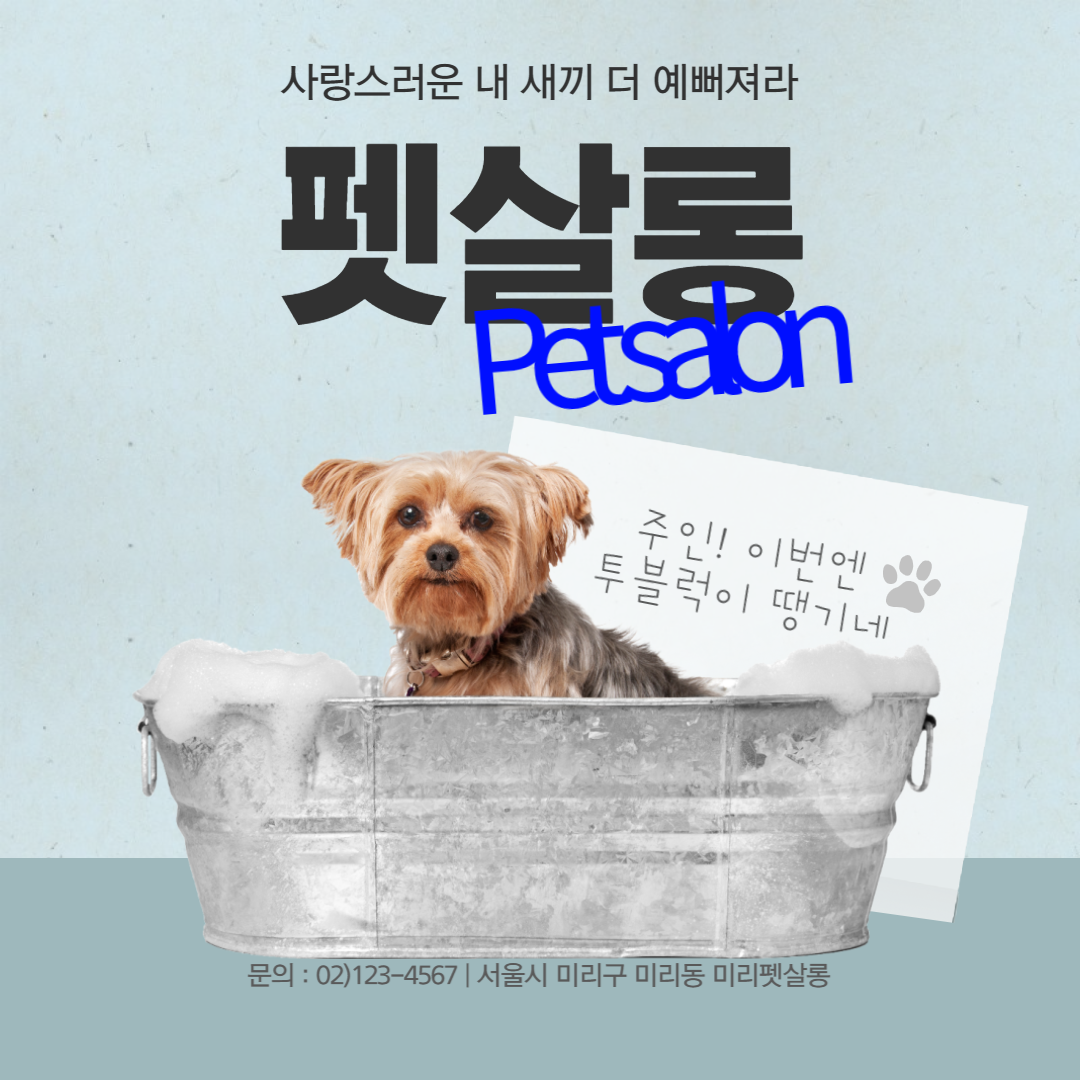 사랑스러운 내 새끼 더 예뻐져라
펫살롱
Petsalon
주인! 이번엔
투블럭이 땡기네
문의 : 02)123-4567 | 서울시 미리구 미리동 미리펫살롱